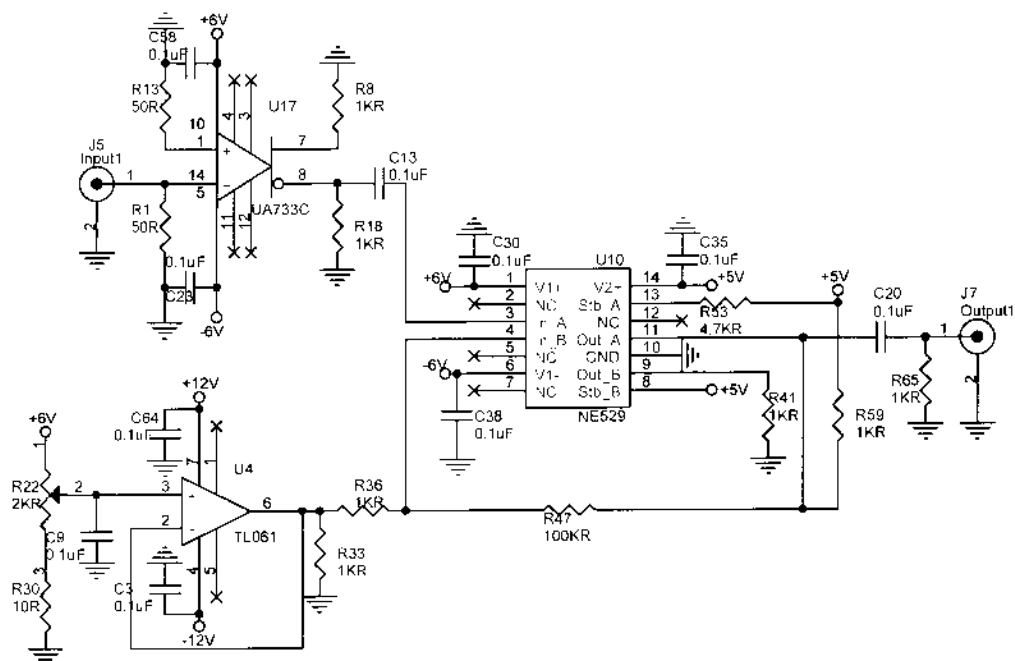 +6V
C58
0.1uF
R13
50R
10
1
+
4
3
U17
7
R8
1KR
J5
Input1
1
2
14
-
5
8
UA733C
11
12
R1
50R
0.1uF
C23
-6V
R18
1KR
C13
0.1uF
C30
0.1uF
+6V
C35
0.1uF
+5V
U10
1
2
3
4
5
6
7
V1+
NC
In_A
In_B
NC
V1-
NC
V2+
Stb_A
NC
Out_A
GND
Out_B
Stb_B
14
13
12
11
10
9
8
NE529
R53
4.7KR
+5V
+5V
C20
0.1uF
J7
Output1
1
2
R65
1KR
R41
1KR
R59
1KR
-6V
C38
0.1uF
+12V
C64
0.1uF
7
1
U4
+6V
1
R22
2KR
2
3
C9
0.1uF
R30
10R
3
2
-
6
TL061
4
5
C3
0.1uF
-12V
R36
1KR
R33
1KR
R47
100KR